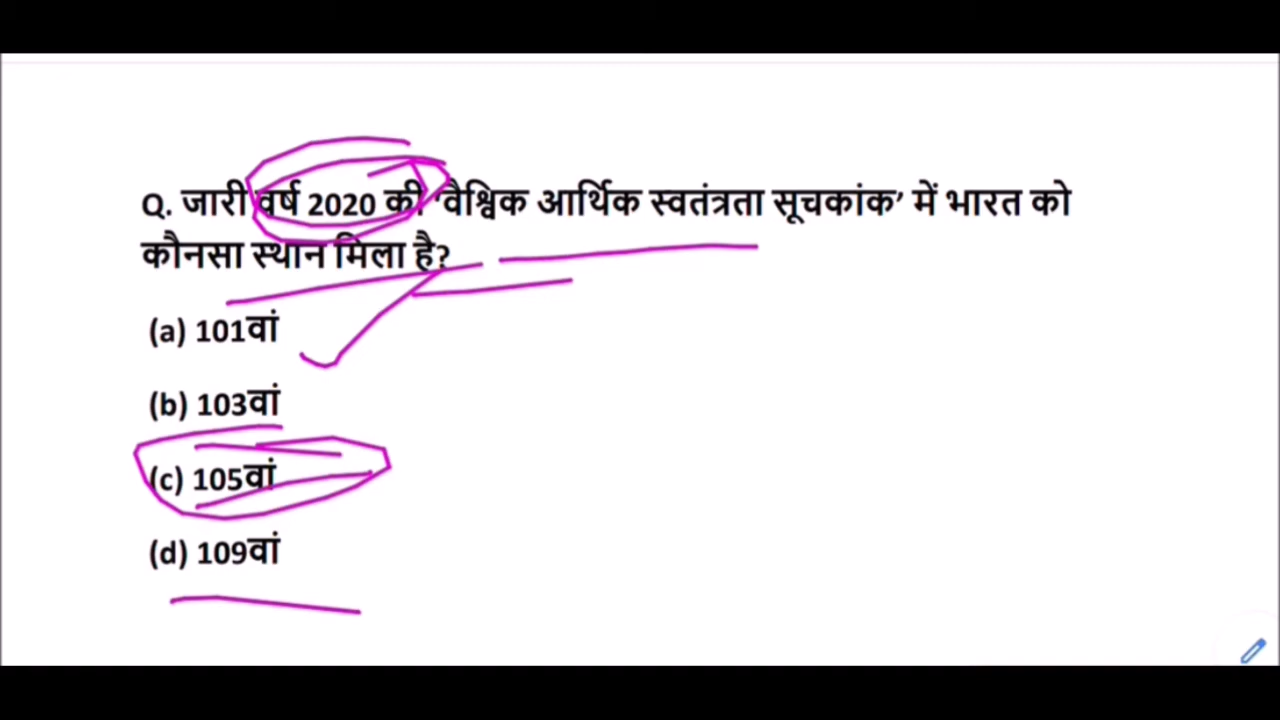 Q. जारी वर्ष 2020 की 'वैश्विक आर्थिक स्वतंत्रता सूचकांक' में भारत को
कौनसा स्थान मिला है?
(a) 101वां
(b) 103वां
(c) 105वां
(d) 109वां